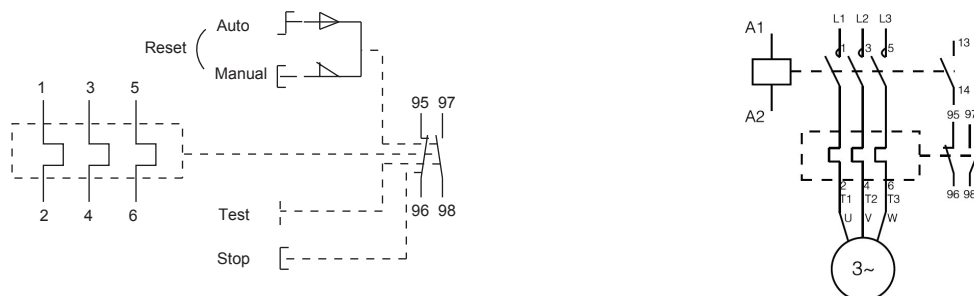 Auto
Reset
Manual
1 3 5
95 97
2 4 6
96 98
Test
Stop
L1 L2 L3
A1
1 3 5
13
14
A2
95 97
96 98
2 4 6
T1 T2 T3
U V W
3~